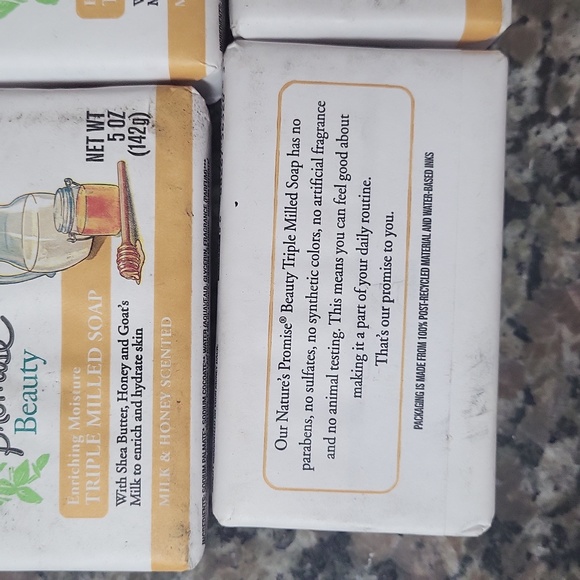 NET WT
5 OZ
(142g)
Beauty
Enriching Moisture
TRIPLE MILLED SOAP
With Shea Butter, Honey and Goat's
Milk to enrich and hydrate skin
MILK & HONEY SCENTED
Our Nature's Promise® Beauty Triple Milled Soap has no
parabens, no sulfates, no synthetic colors, no artificial fragrance
and no animal testing. This means you can feel good about
making it a part of your daily routine.
That's our promise to you.
PACKAGING IS MADE FROM 100% POST-RECYCLED MATERIAL AND WATER-BASED INKS